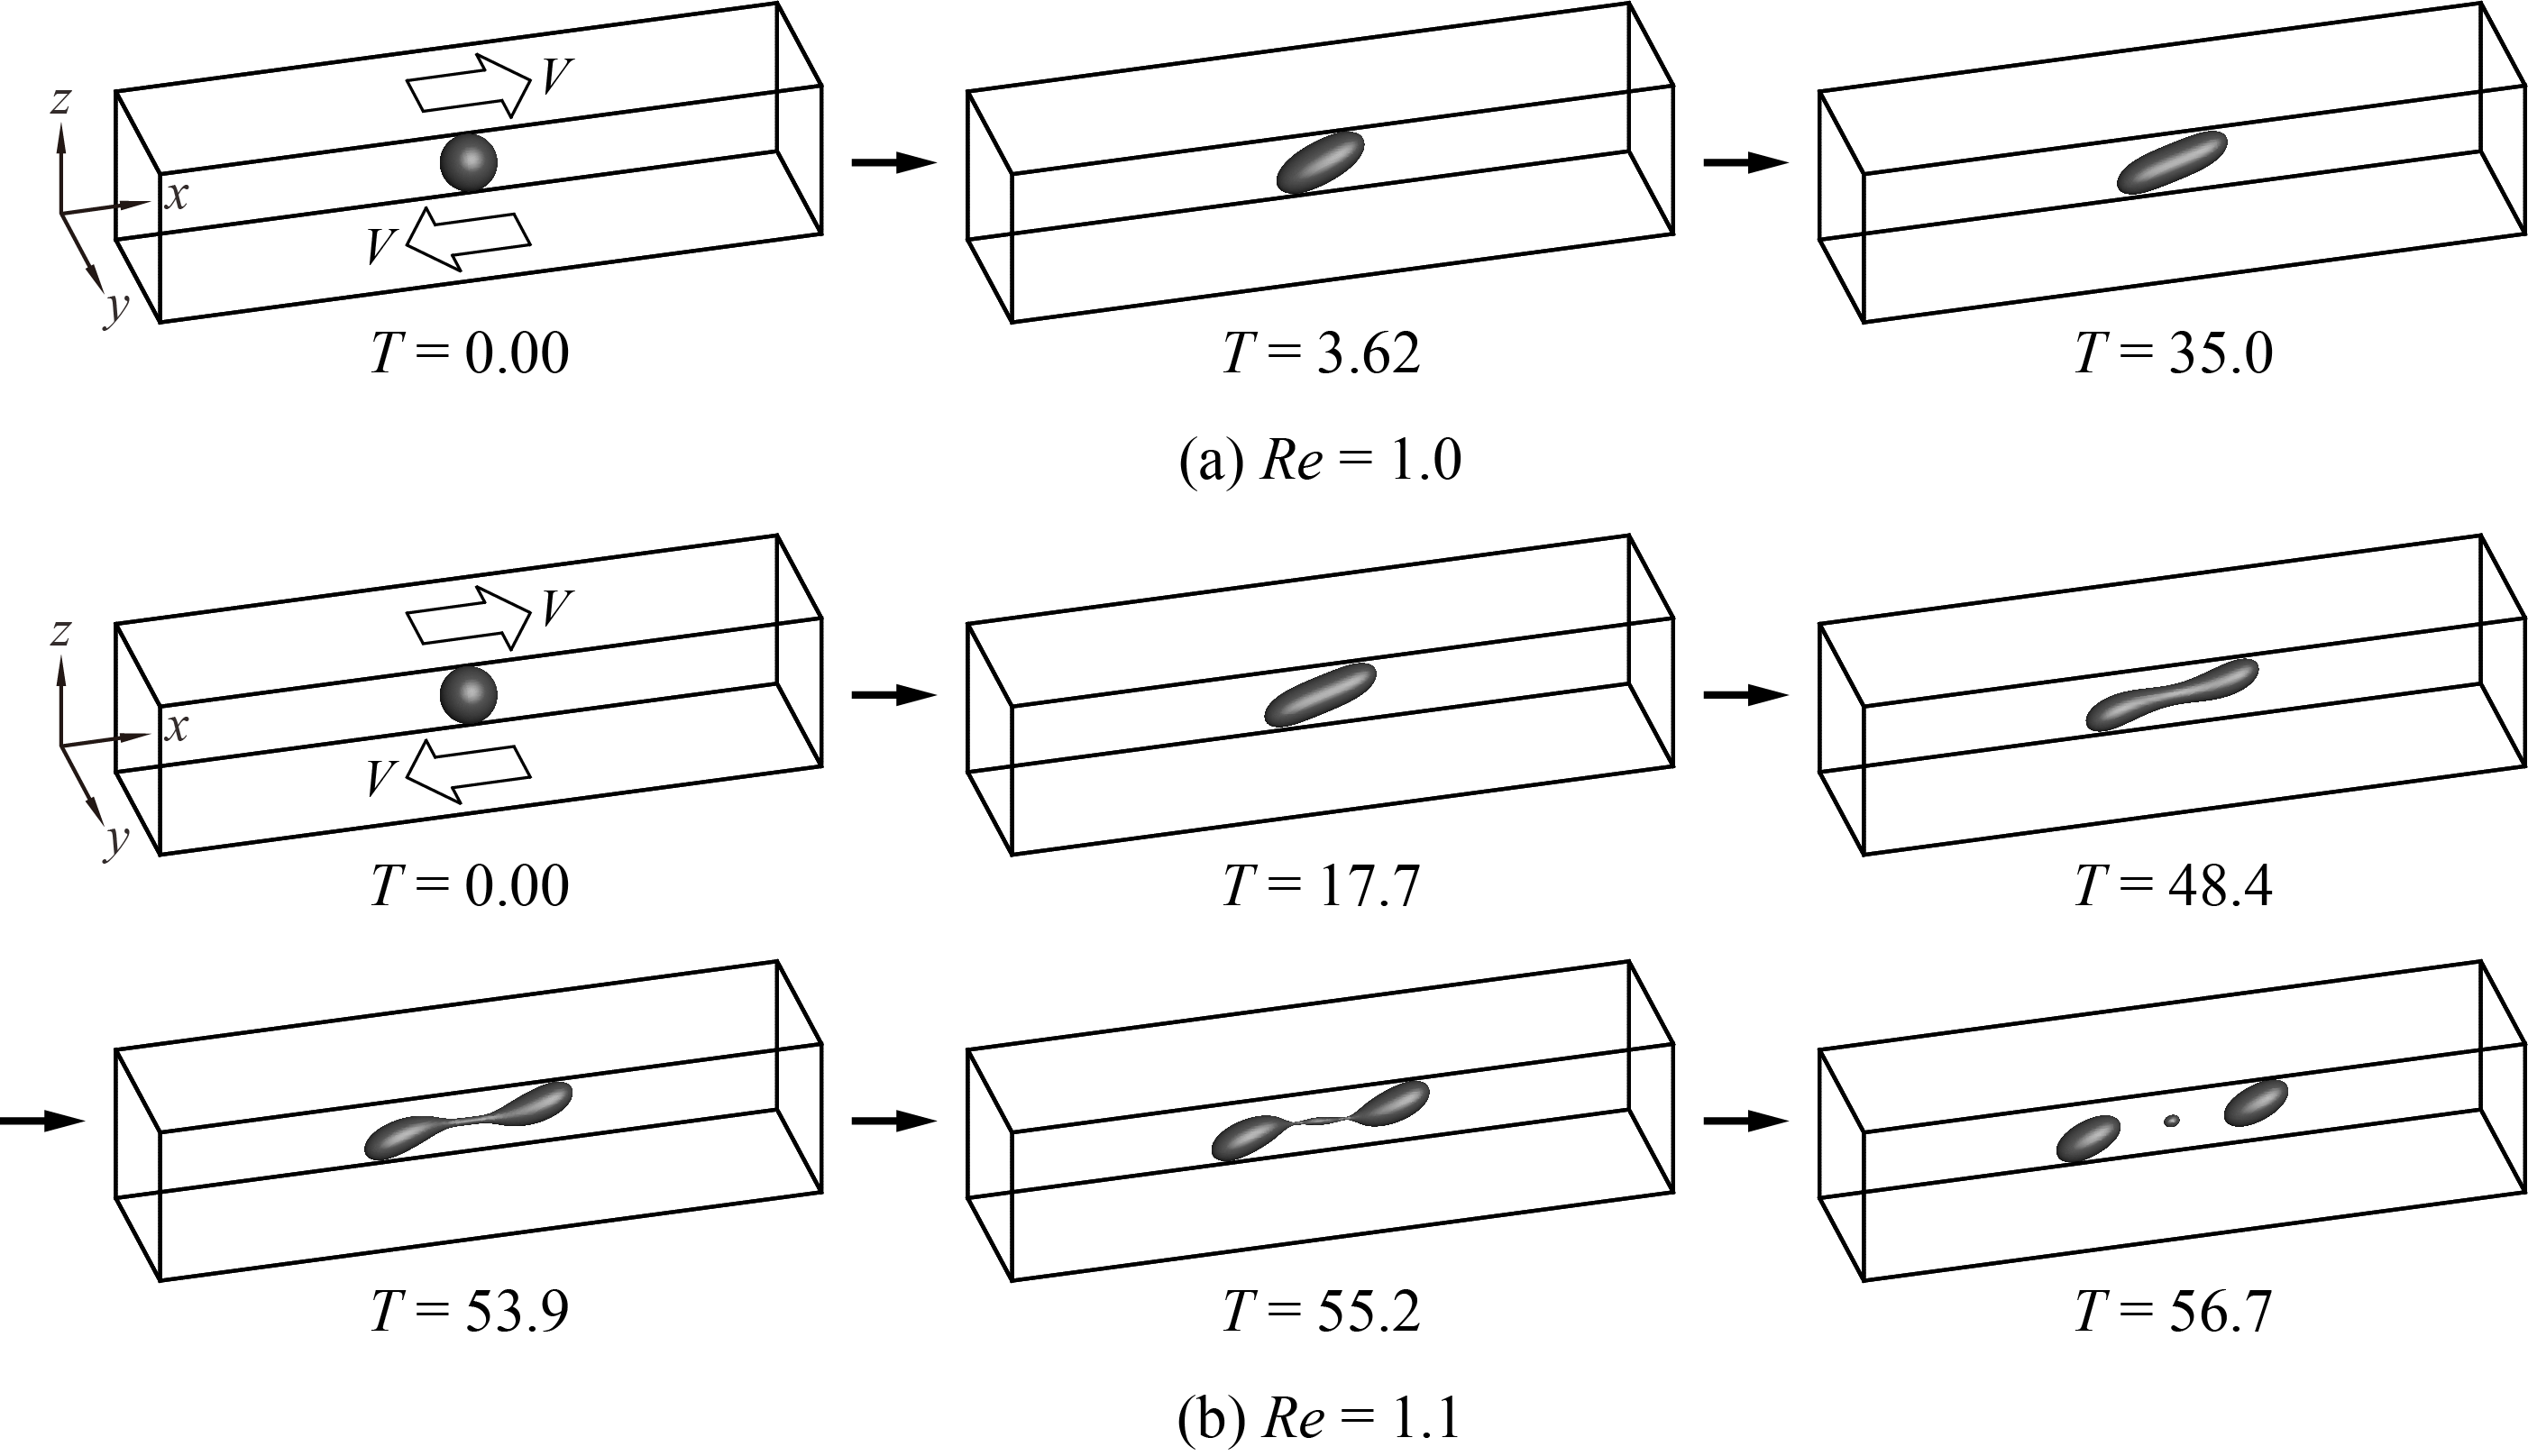 V
z
x
V
y
T = 0.00
T = 3.62
T = 35.0
(a) Re = 1.0
V
z
x
V
y
T = 0.00
T = 17.7
T = 48.4
T = 53.9
T = 55.2
T = 56.7
(b) Re = 1.1